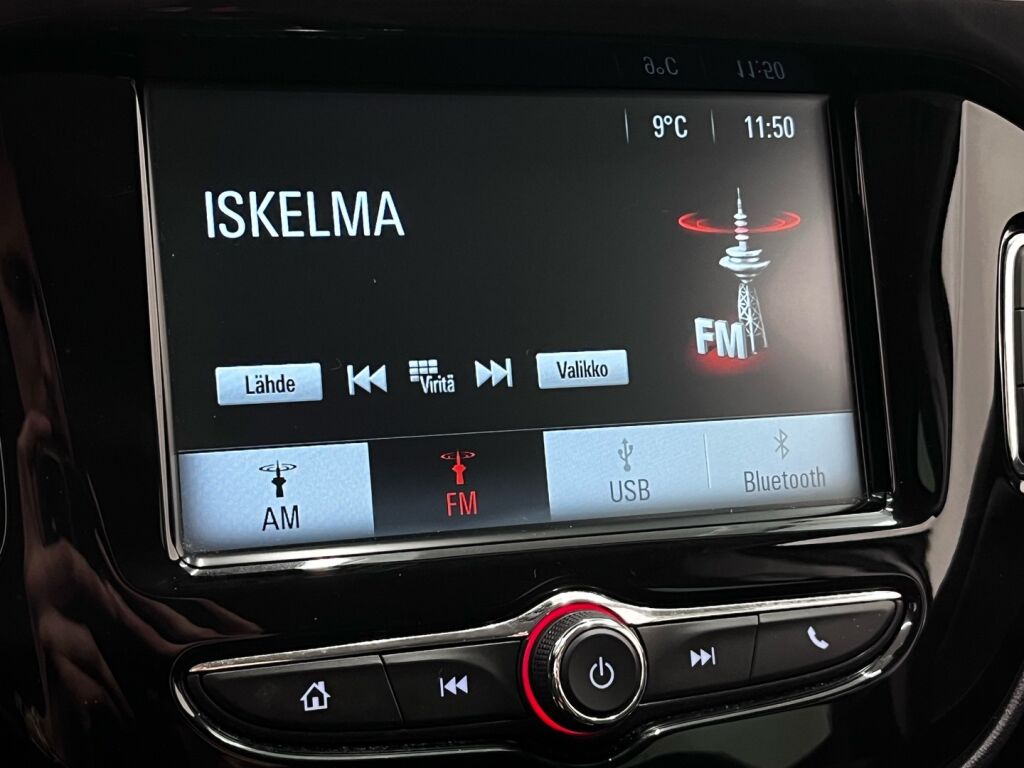 9°C 11:50
ISKELMA
FM
Lähde Viritä Valikko
AM FM USB Bluetooth